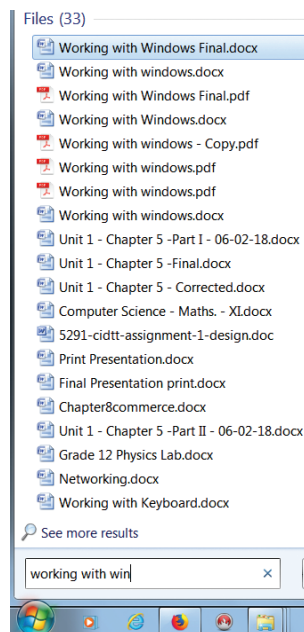 Files (33)
Working with Windows Final.docx
Working with windows.docx
Working with Windows Final.pdf
Working with Windows.docx
Working with windows - Copy.pdf
Working with windows.pdf
Working with windows.pdf
Working with windows.docx
Unit 1 - Chapter 5 -Part I - 06-02-18.docx
Unit 1 - Chapter 5 -Final.docx
Unit 1 - Chapter 5 - Corrected.docx
Computer Science - Maths. - XI.docx
5291-cidtt-assignment-1-design.doc
Print Presentation.docx
Final Presentation print.docx
Chapter8commerce.docx
Unit 1 - Chapter 5 -Part II - 06-02-18.docx
Grade 12 Physics Lab.docx
Networking.docx
Working with Keyboard.docx
See more results
working with win